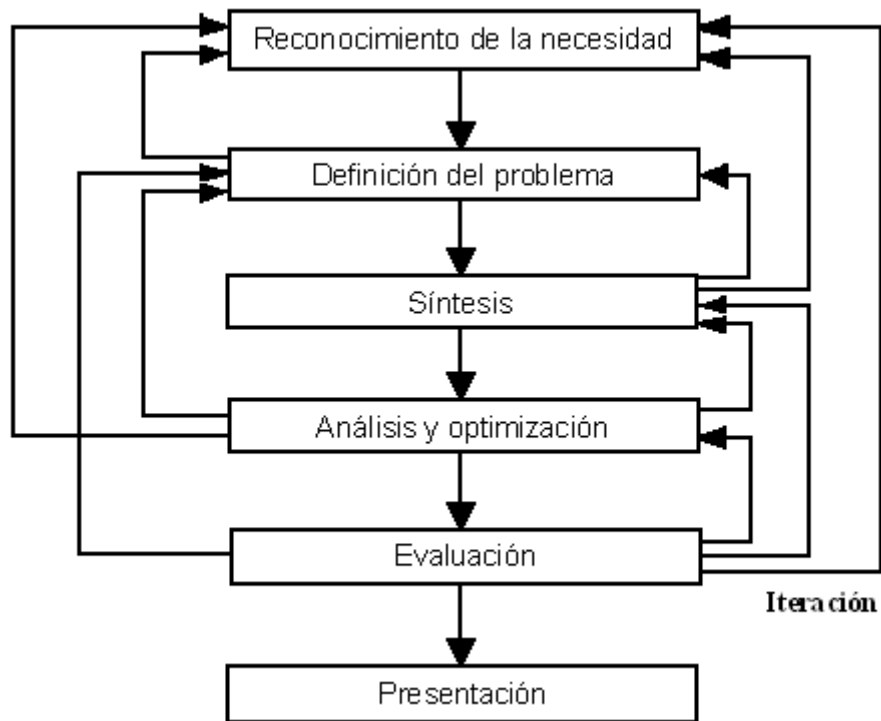 Reconocimiento de la necesidad
Definición del problema
Síntesis
Análisis y optimización
Evaluación
Iteración
Presentación